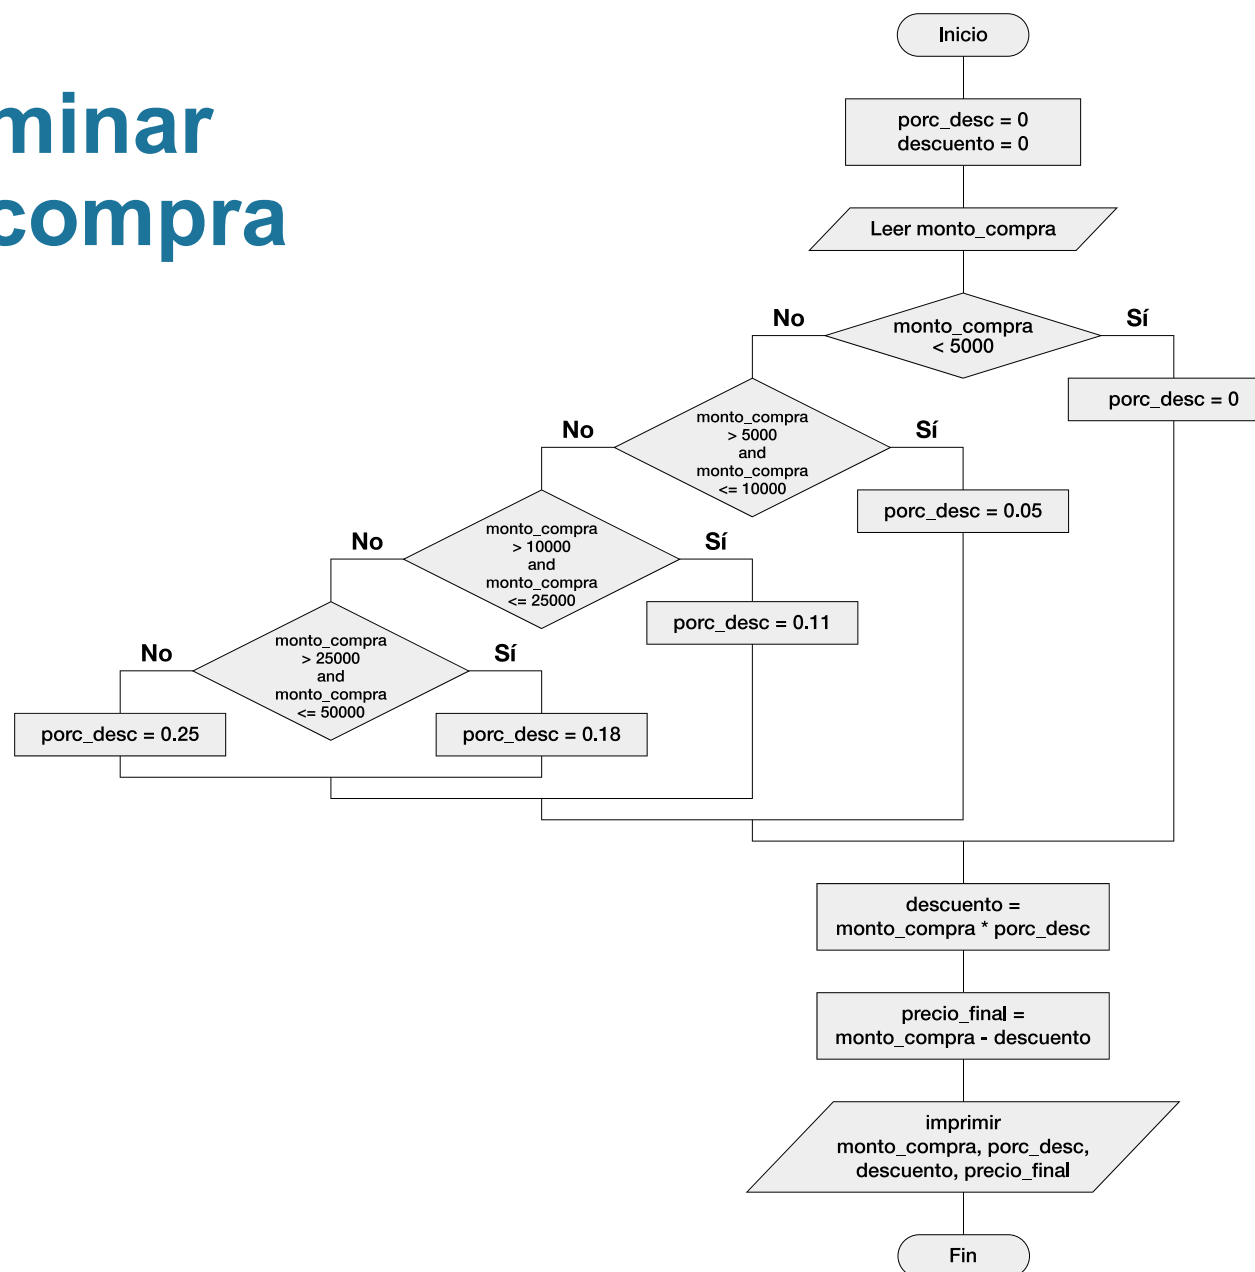 minar
compra
Inicio
porc_desc = 0
descuento = 0
Leer monto_compra
monto_compra
< 5000
No
Sí
porc_desc = 0
monto_compra
> 5000
and
monto_compra
<= 10000
No
Sí
porc_desc = 0.05
monto_compra
> 10000
and
monto_compra
<= 25000
No
Sí
porc_desc = 0.11
monto_compra
> 25000
and
monto_compra
<= 50000
No
Sí
porc_desc = 0.25
porc_desc = 0.18
descuento =
monto_compra * porc_desc
precio_final =
monto_compra - descuento
imprimir
monto_compra, porc_desc,
descuento, precio_final
Fin